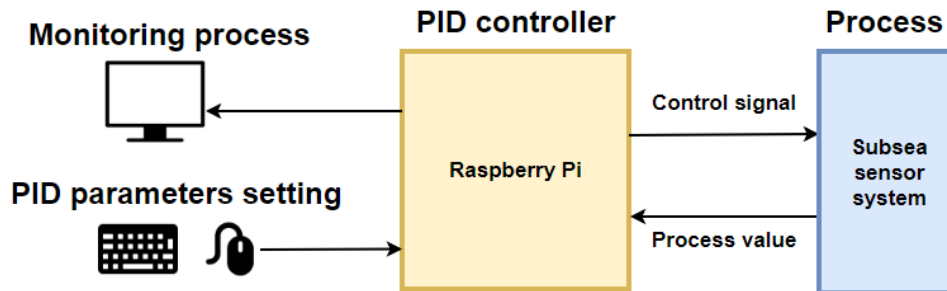 PID controller
Process
Monitoring process
Control signal
Raspberry Pi
Subsea
sensor
system
PID parameters setting
Process value